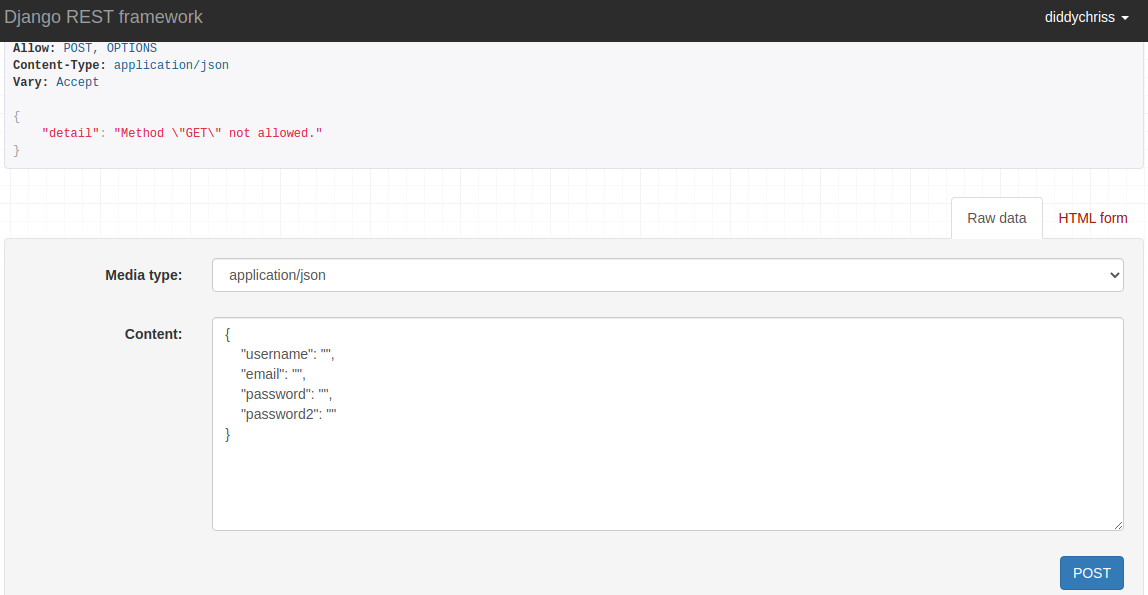 Django REST framework
diddychriss
Allow: POST, OPTIONS
Content-Type: application/json
Vary: Accept
{
"detail": "Method \"GET\" not allowed."
}
Raw data
HTML form
Media type:
application/json
Content:
{
"username": "",
"email": "",
"password": "",
"password2": ""
}
POST